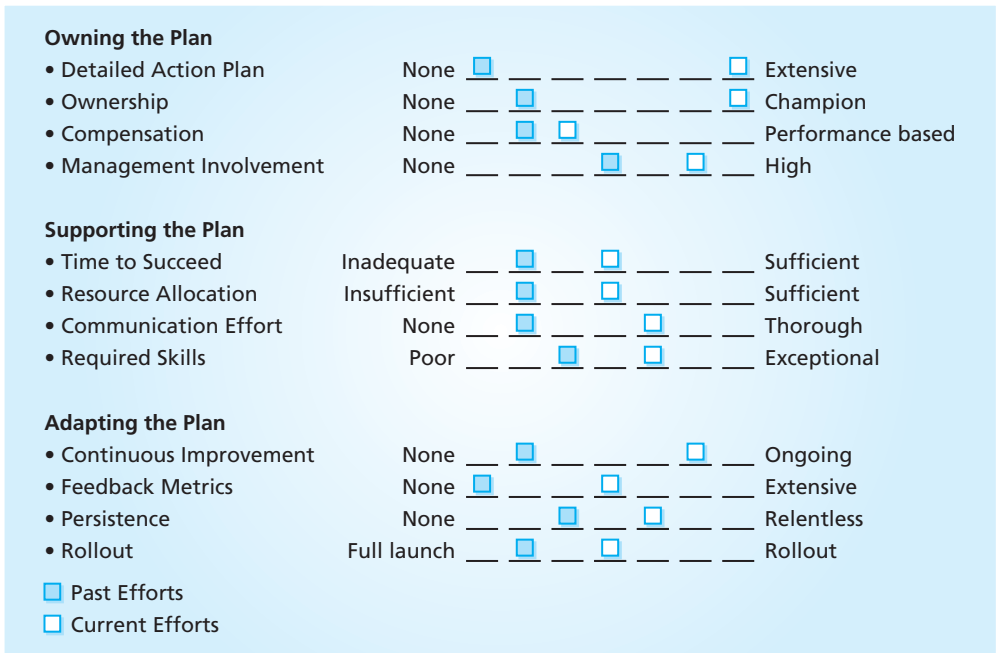 Owning the Plan
• Detailed Action Plan None Extensive
• Ownership None Champion
• Compensation None Performance based
• Management Involvement None High
Supporting the Plan
• Time to Succeed Inadequate Sufficient
• Resource Allocation Insufficient Sufficient
• Communication Effort None Thorough
• Required Skills Poor Exceptional
Adapting the Plan
• Continuous Improvement None Ongoing
• Feedback Metrics None Extensive
• Persistence None Relentless
• Rollout Full launch Rollout
Past Efforts
Current Efforts